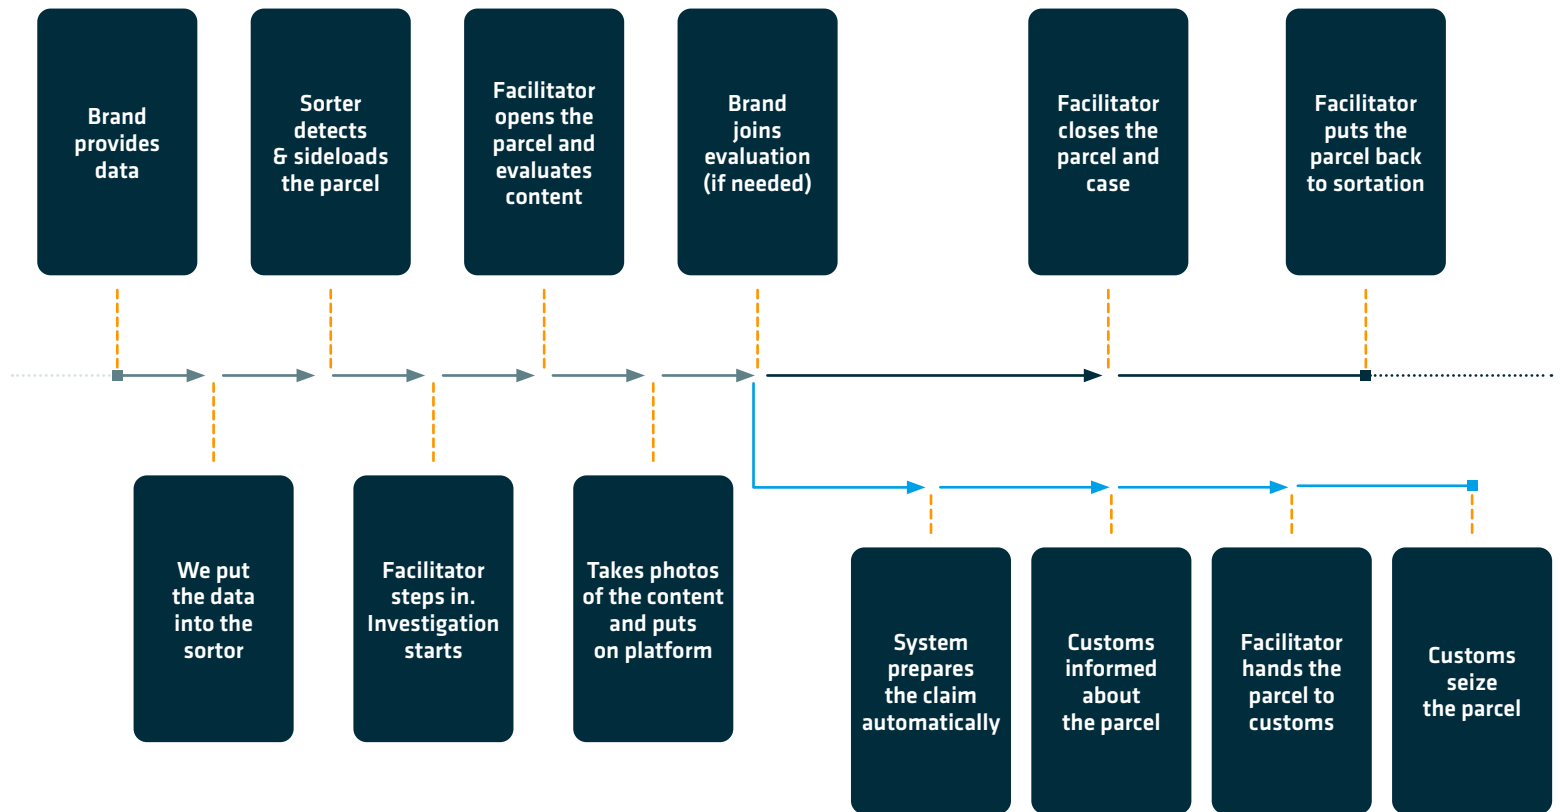 Brand
provides
data
Sorter
detects
& sideloads
the parcel
Facilitator
opens the
parcel and
evaluates
content
Brand
joins
evaluation
(if needed)
Facilitator
closes the
parcel and
case
Facilitator
puts the
parcel back
to sortation
We put
the data
into the
sortor
Facilitator
steps in.
Investigation
starts
Takes photos
of the content
and puts
on platform
System
prepares
the claim
automatically
Customs
informed
about
the parcel
Facilitator
hands the
parcel to
customs
Customs
seize
the parcel